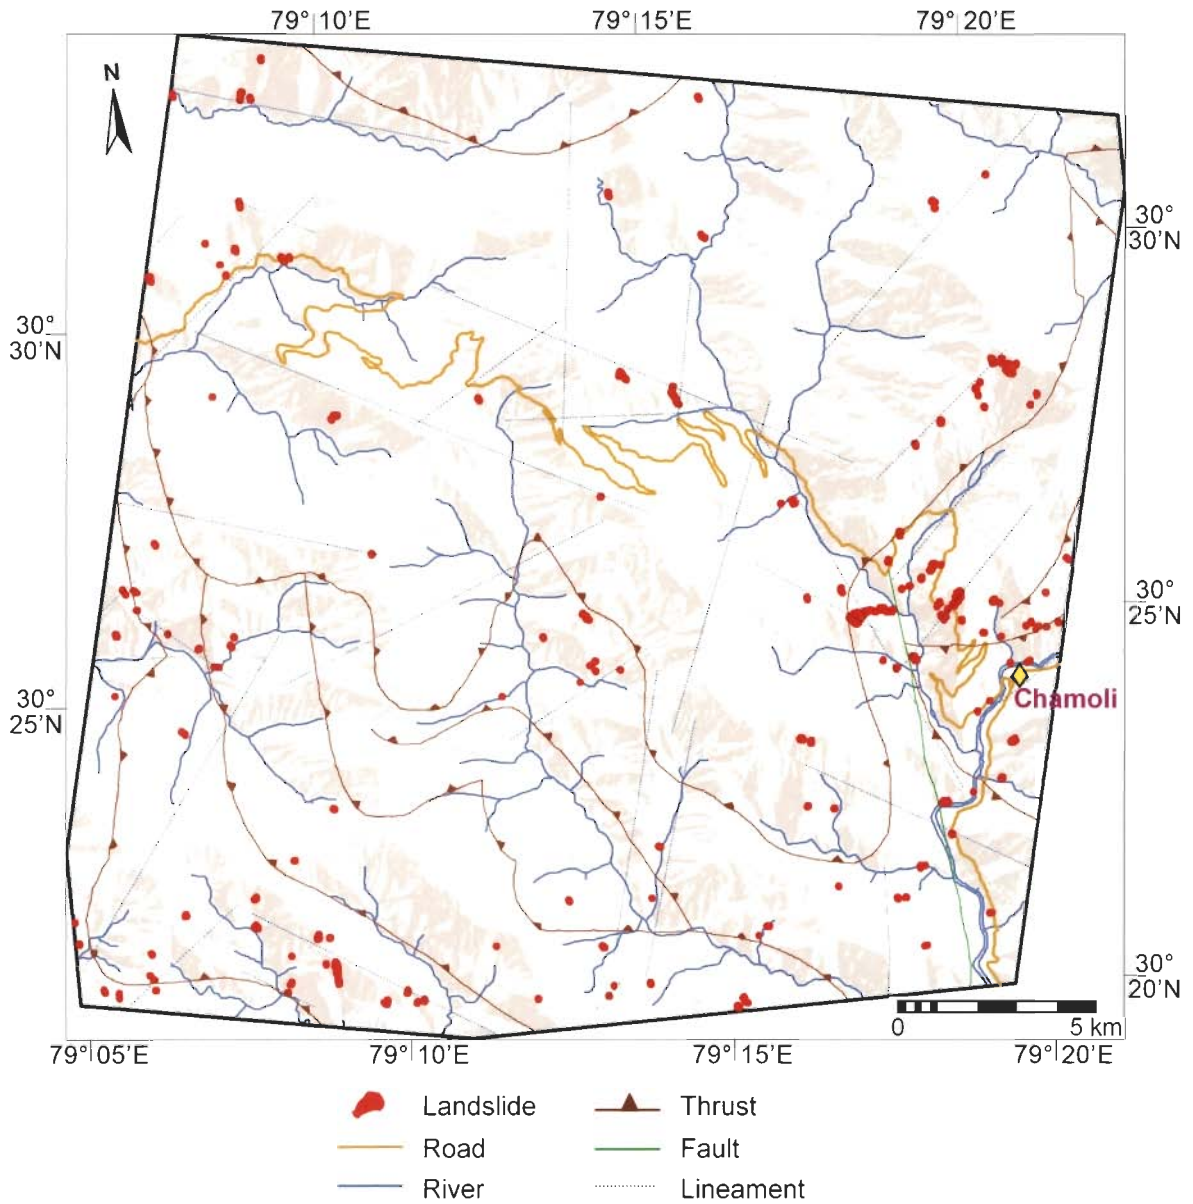 79°10'E 79°15'E 79°20'E
N
30°
30'N
30°
30'N
30°
25'N
Chamoli
30°
25'N
30°
20'N
0 5 km
79°05'E 79°10'E 79°15'E 79°20'E
Landslide Thrust
Road Fault
River Lineament